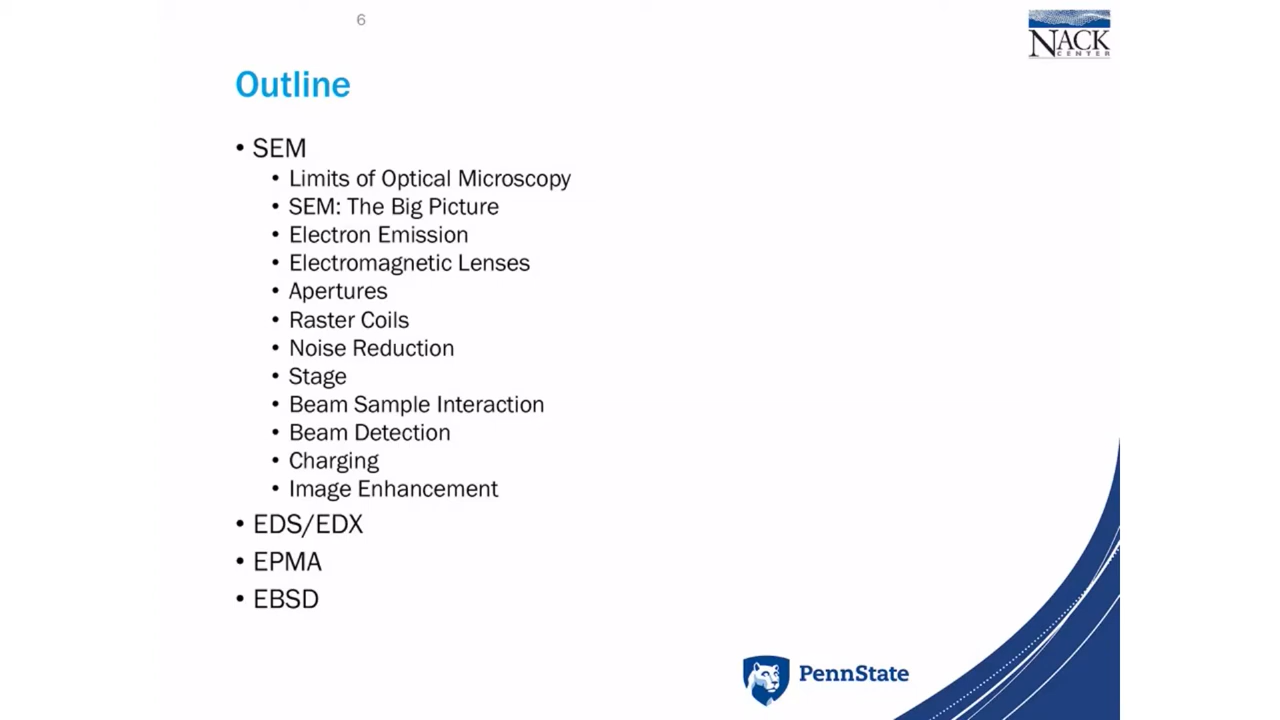 6
NACK
CENTER
Outline
• SEM
• Limits of Optical Microscopy
• SEM: The Big Picture
• Electron Emission
• Electromagnetic Lenses
• Apertures
• Raster Coils
• Noise Reduction
• Stage
• Beam Sample Interaction
• Beam Detection
• Charging
• Image Enhancement
• EDS/EDX
• EPMA
• EBSD
PennState